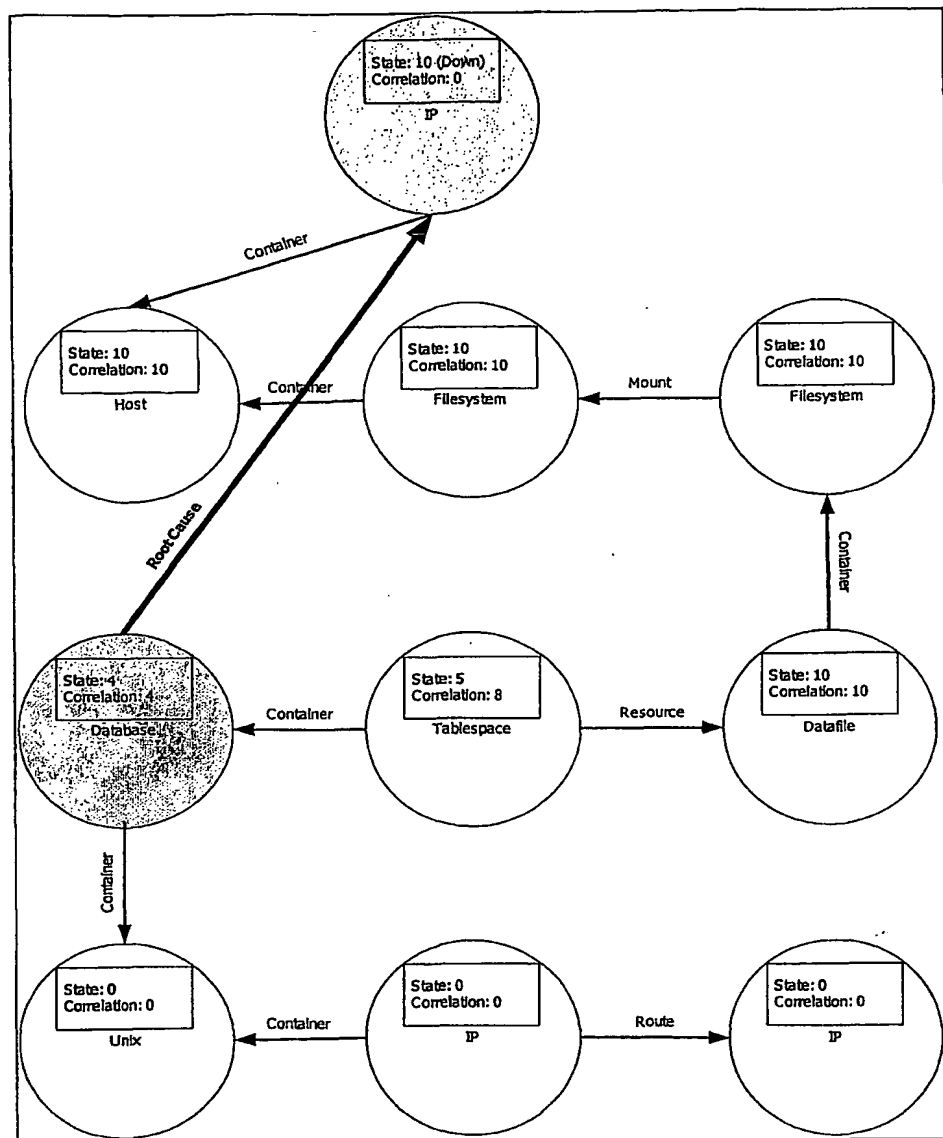 State: 10 (Down)
Correlation: 0
IP
Container
State: 10
Correlation: 10
Host
Container
State: 10
Correlation: 10
Filesystem
Mount
State: 10
Correlation: 10
Filesystem
Root Cause
Container
State: 4
Correlation: 4
Database
Container
State: 5
Correlation: 8
Tablespace
Resource
State: 10
Correlation: 10
Datafile
Container
State: 0
Correlation: 0
Unix
Container
State: 0
Correlation: 0
IP
Route
State: 0
Correlation: 0
IP